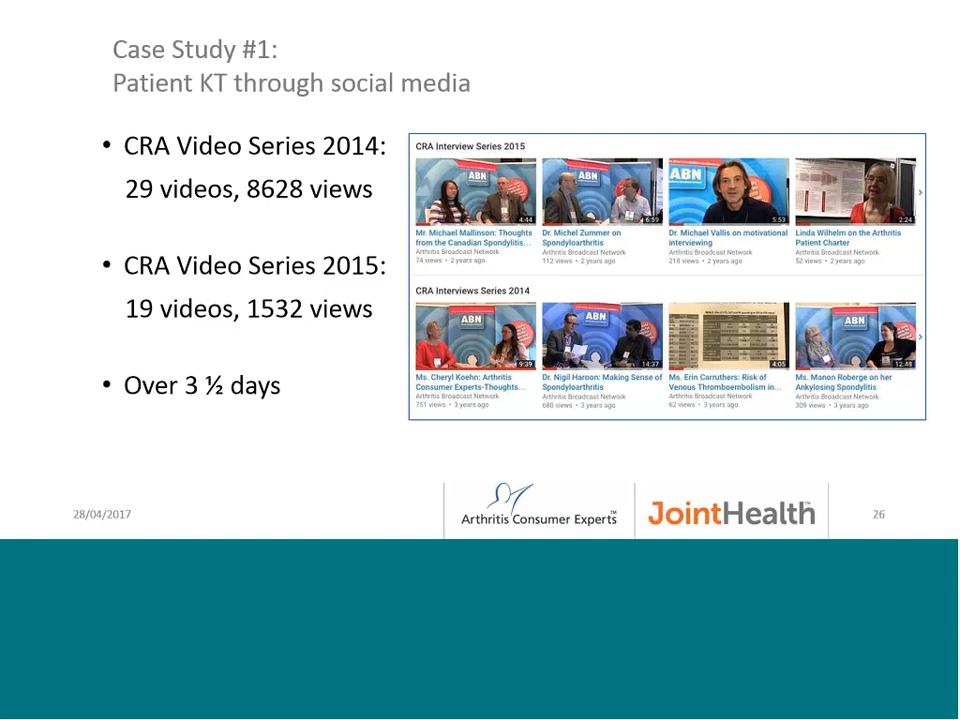 Case Study #1:
Patient KT through social media
• CRA Video Series 2014:
29 videos, 8628 views
• CRA Video Series 2015:
19 videos, 1532 views
• Over 3 ½ days
CRA Interview Series 2015
ABN
ABN
ABN
4:44
6:59
5:53
2:24
Mr. Michael Mallinson: Thoughts
from the Canadian Spondylitis...
Arthritis Broadcast Network
74 views • 2 years ago
Dr. Michel Zummer on
Spondyloarthritis
Arthritis Broadcast Network
112 views • 2 years ago
Dr. Michael Vallis on motivational
interviewing
Arthritis Broadcast Network
218 views • 2 years ago
Linda Wilhelm on the Arthritis
Patient Charter
Arthritis Broadcast Network
52 views • 2 years ago
CRA Interviews Series 2014
ABN
ABN
ABN
9:39
14:37
4:05
12:48
Ms. Cheryl Koehn: Arthritis
Consumer Experts-Thoughts...
Arthritis Broadcast Network
751 views • 3 years ago
Dr. Nigil Haroon: Making Sense of
Spondyloarthritis
Arthritis Broadcast Network
680 views • 3 years ago
Ms. Erin Carruthers: Risk of
Venous Thromboembolism in...
Arthritis Broadcast Network
62 views • 3 years ago
Ms. Manon Roberge on her
Ankylosing Spondylitis
Arthritis Broadcast Network
309 views • 3 years ago
28/04/2017
Arthritis Consumer Experts™
JointHealth™
26